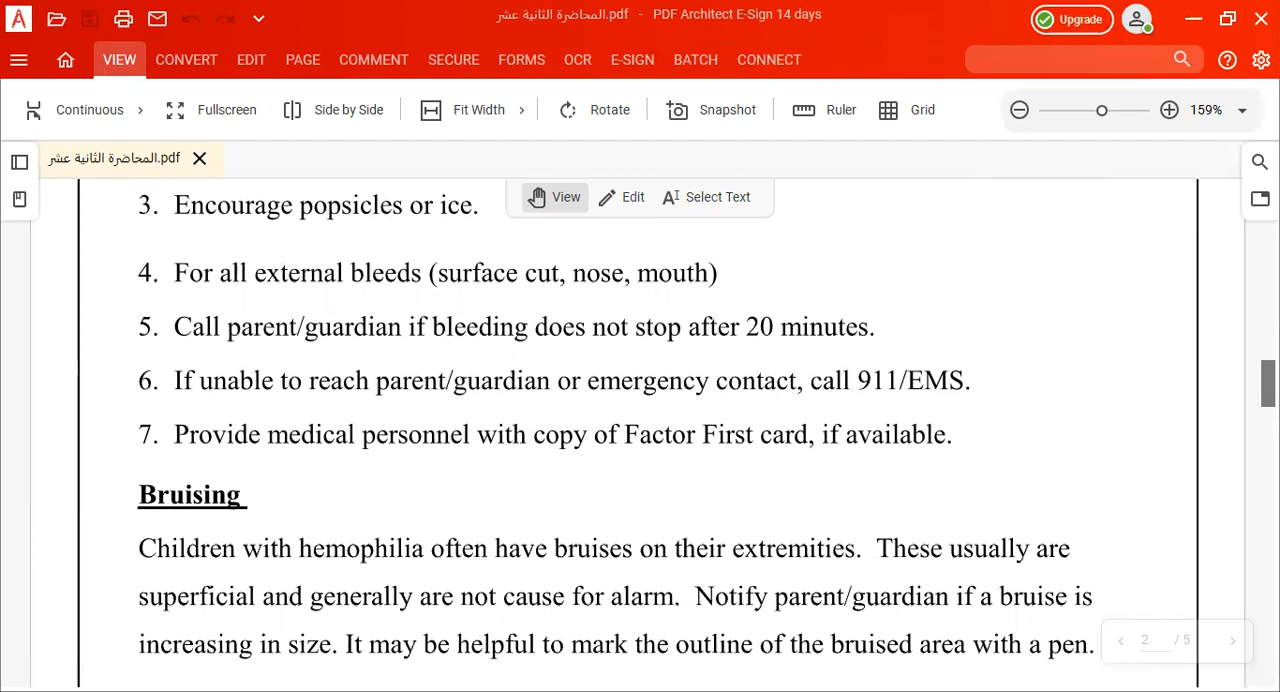 المحاضرة الثانية عشر.pdf - PDF Architect E-Sign 14 days
Upgrade
VIEW CONVERT EDIT PAGE COMMENT SECURE FORMS OCR E-SIGN BATCH CONNECT
Continuous Fullscreen Side by Side Fit Width Rotate Snapshot Ruler Grid 159%
المحاضرة الثانية عشر.pdf
View Edit Select Text
3. Encourage popsicles or ice.
4. For all external bleeds (surface cut, nose, mouth)
5. Call parent/guardian if bleeding does not stop after 20 minutes.
6. If unable to reach parent/guardian or emergency contact, call 911/EMS.
7. Provide medical personnel with copy of Factor First card, if available.
Bruising
Children with hemophilia often have bruises on their extremities. These usually are
superficial and generally are not cause for alarm. Notify parent/guardian if a bruise is
increasing in size. It may be helpful to mark the outline of the bruised area with a pen.
2 / 5